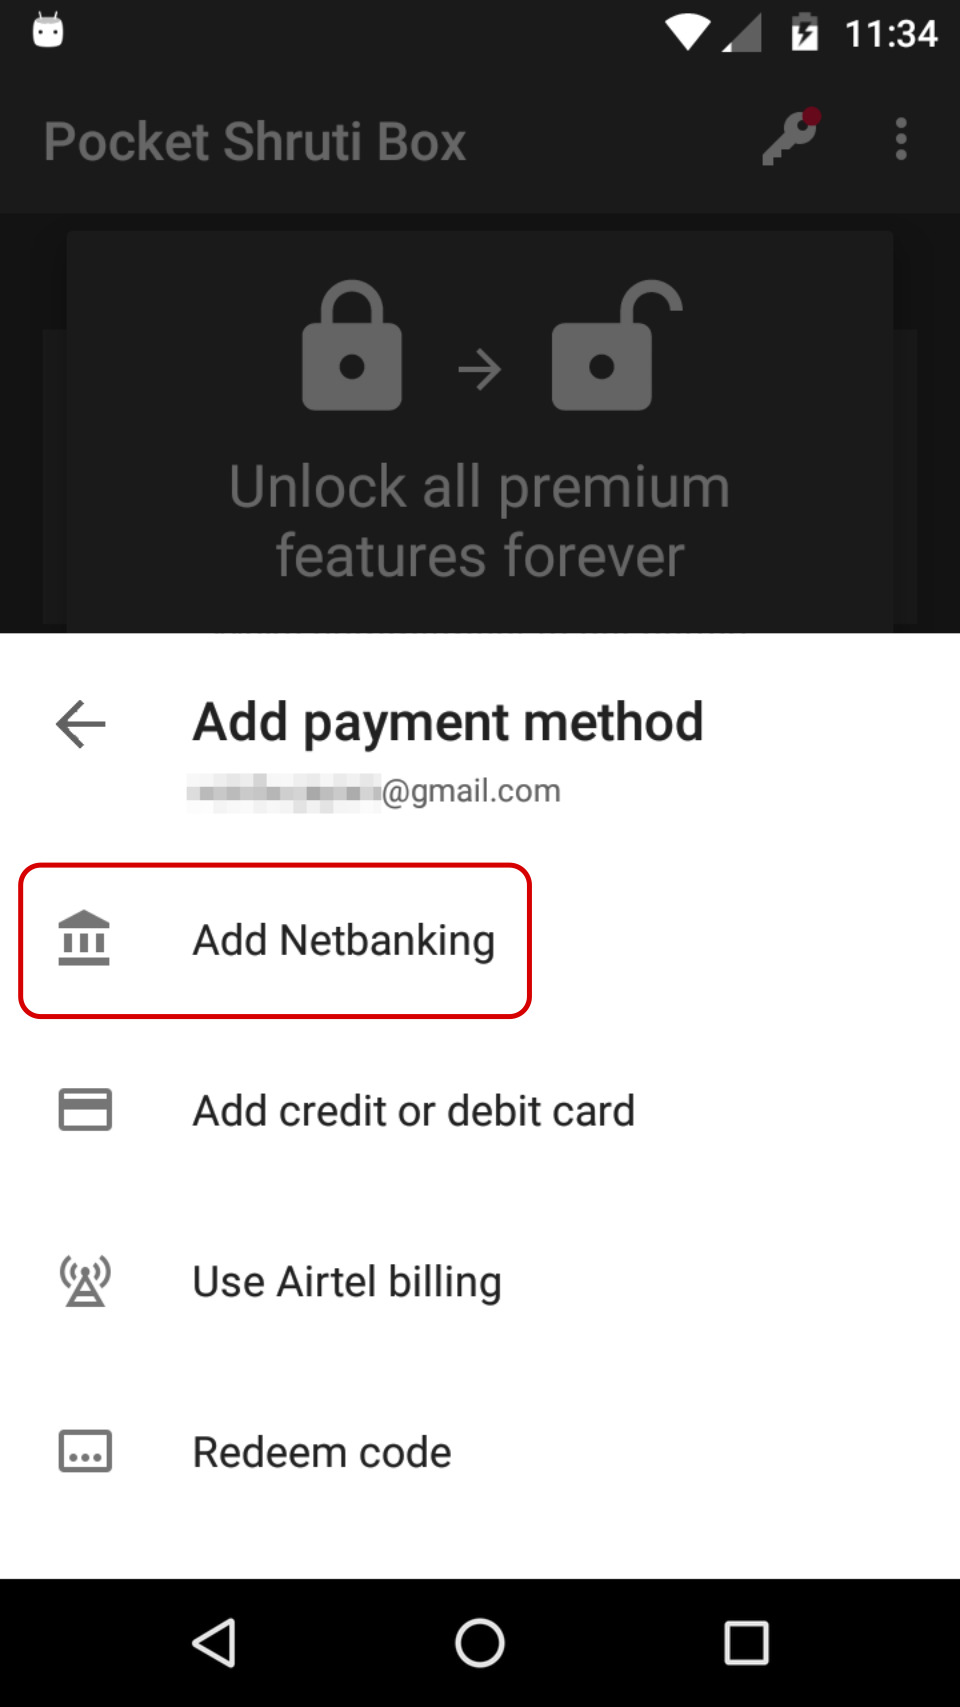 11:34
Pocket Shruti Box
Unlock all premium
features forever
Add payment method
@gmail.com
Add Netbanking
Add credit or debit card
Use Airtel billing
Redeem code